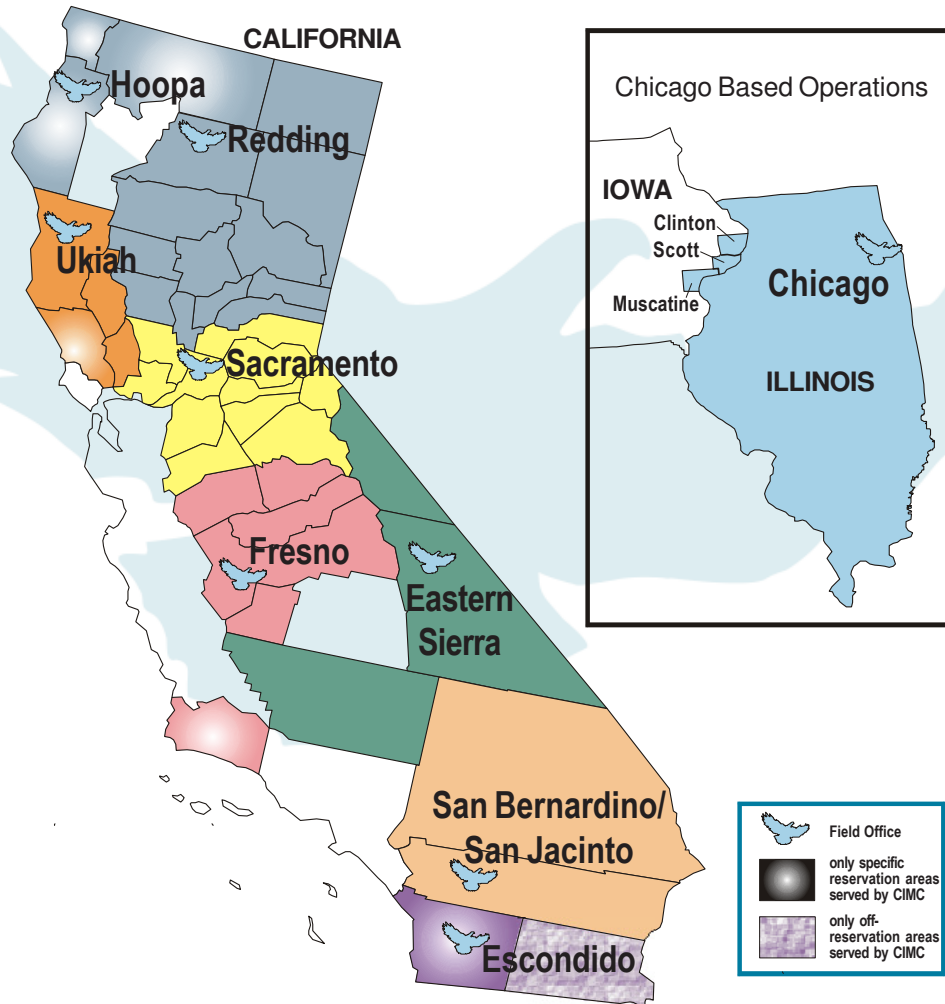 CALIFORNIA
Hoopa
Redding
Ukiah
Sacramento
Fresno
Eastern
Sierra
San Bernardino/
San Jacinto
Escondido
Chicago Based Operations
IOWA
Clinton
Scott
Muscatine
Chicago
ILLINOIS
Field Office
only specific
reservation areas
served by CIMC
only off-
reservation areas
served by CIMC